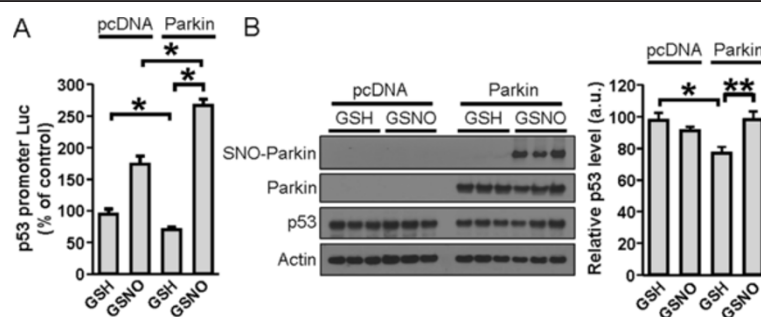 A
pcDNA Parkin
p53 promoter Luc
(% of control)
300
250
200
150
100
50
0
*
*
*
GSH
GSNO
GSH
GSNO
B
pcDNA Parkin
GSH GSNO GSH GSNO
SNO-Parkin
Parkin
p53
Actin
pcDNA Parkin
Relative p53 level (a.u.)
120
100
80
60
40
20
0
*
**
GSH
GSNO
GSH
GSNO